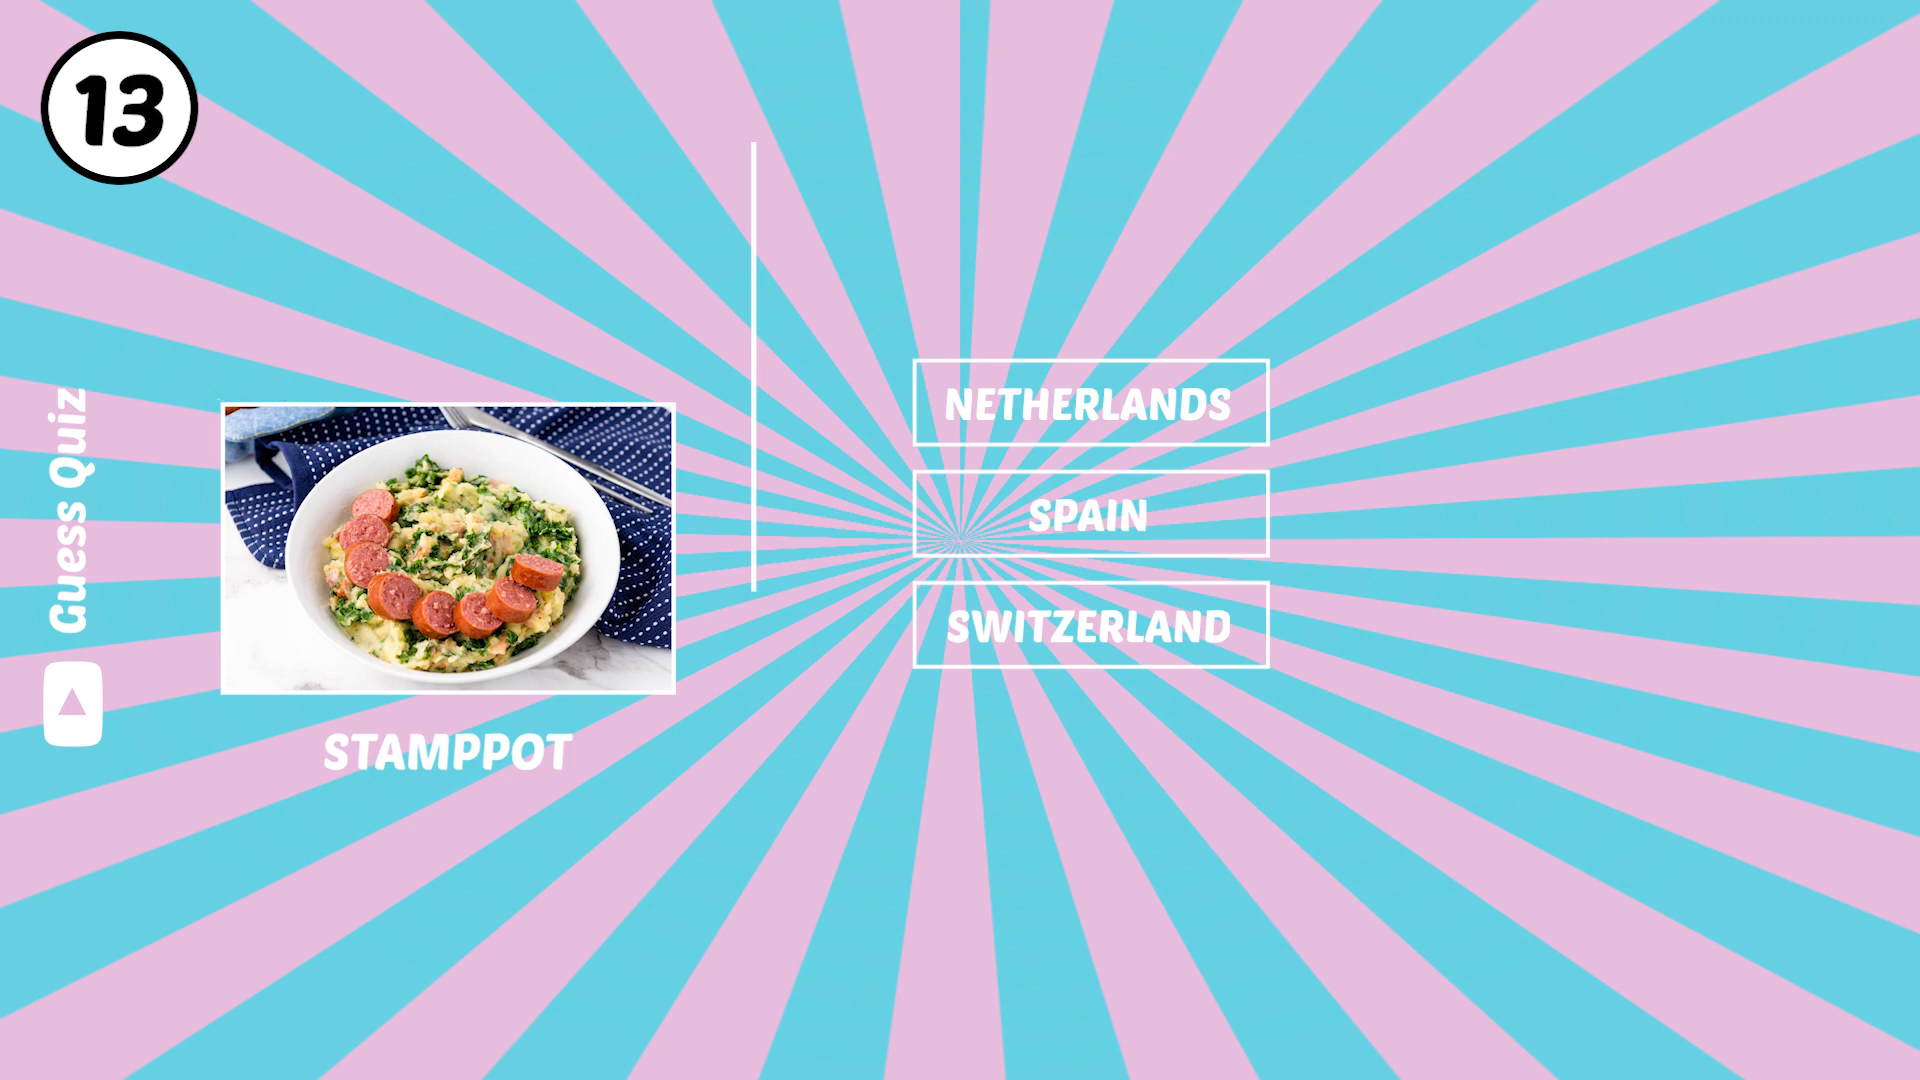 13
Guess Quiz
STAMPPOT
NETHERLANDS
SPAIN
SWITZERLAND